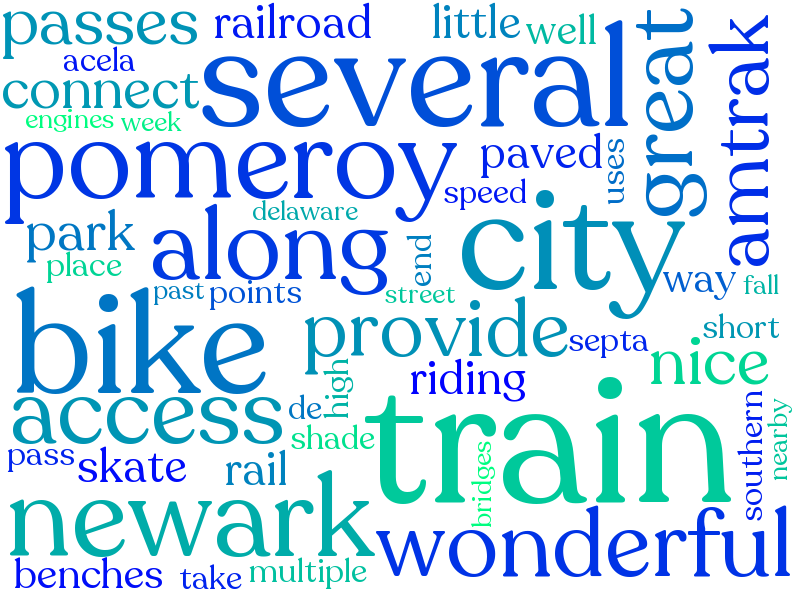 passes
railroad
little
well
great
amtrak
acela
several
connect
engines
week
pomeroy
paved
uses
speed
delaware
park
along
city
place
end
way
fall
past
points
street
bike
provide
septa
short
nice
riding
high
access
de
train
shade
southern
nearby
pass
skate
rail
bridges
newark
wonderful
benches
take
multiple